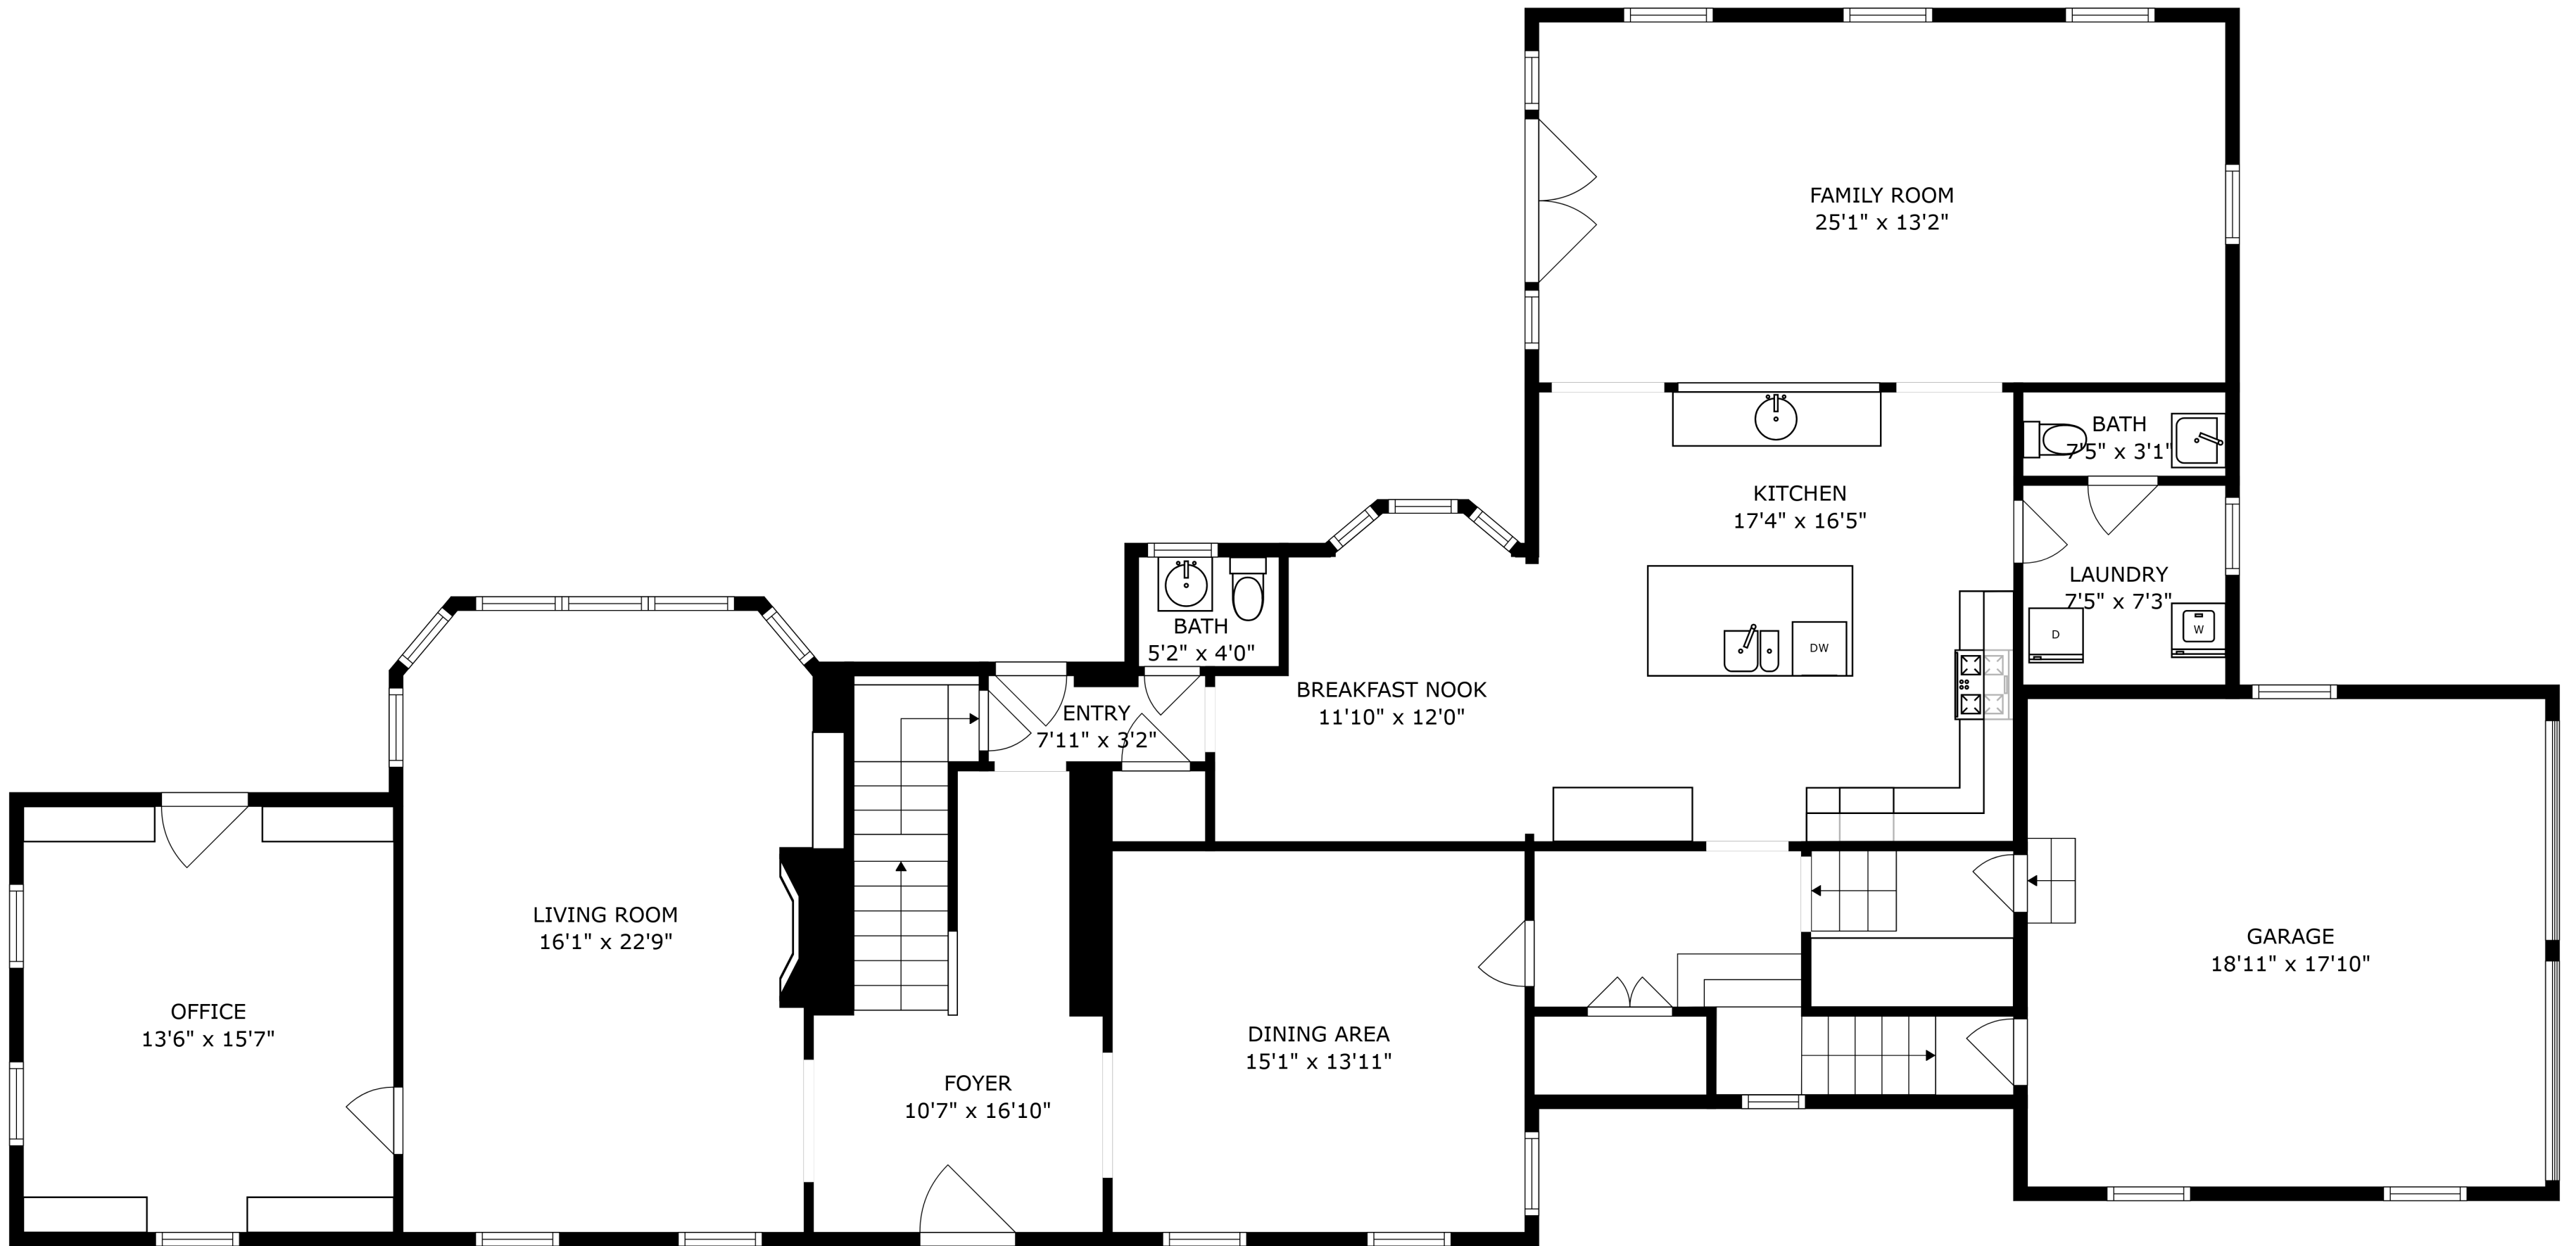 FAMILY ROOM
25'1" x 13'2"
BATH
7'5" x 3'1"
KITCHEN
17'4" x 16'5"
LAUNDRY
7'5" x 7'3"
D
W
DW
BATH
5'2" x 4'0"
BREAKFAST NOOK
11'10" x 12'0"
ENTRY
7'11" x 3'2"
LIVING ROOM
16'1" x 22'9"
GARAGE
18'11" x 17'10"
OFFICE
13'6" x 15'7"
DINING AREA
15'1" x 13'11"
FOYER
10'7" x 16'10"